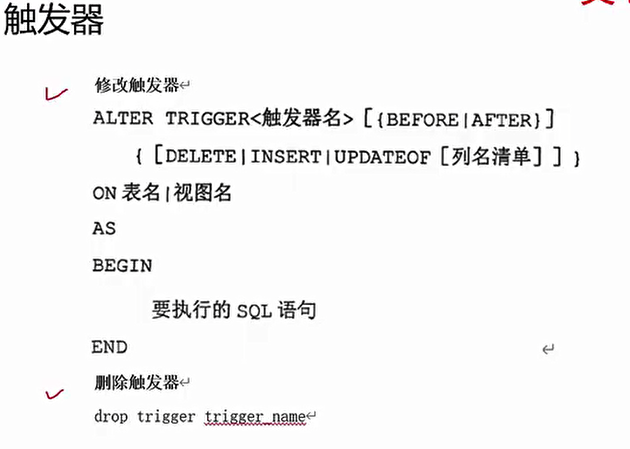 触发器
修改触发器
ALTER TRIGGER<触发器名> [{BEFORE|AFTER}]
{ [DELETE|INSERT|UPDATEOF [列名清单] ] }
ON 表名|视图名
AS
BEGIN
要执行的 SQL 语句
END
删除触发器
drop trigger trigger_name